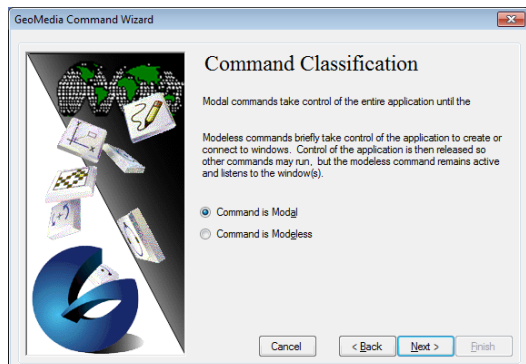 GeoMedia Command Wizard
Command Classification
Modal commands take control of the entire application until the
Modeless commands briefly take control of the application to create or
connect to windows. Control of the application is then released so
other commands may run, but the modeless command remains active
and listens to the window(s).
Command is Modal
Command is Modeless
Cancel
< Back
Next >
Finish